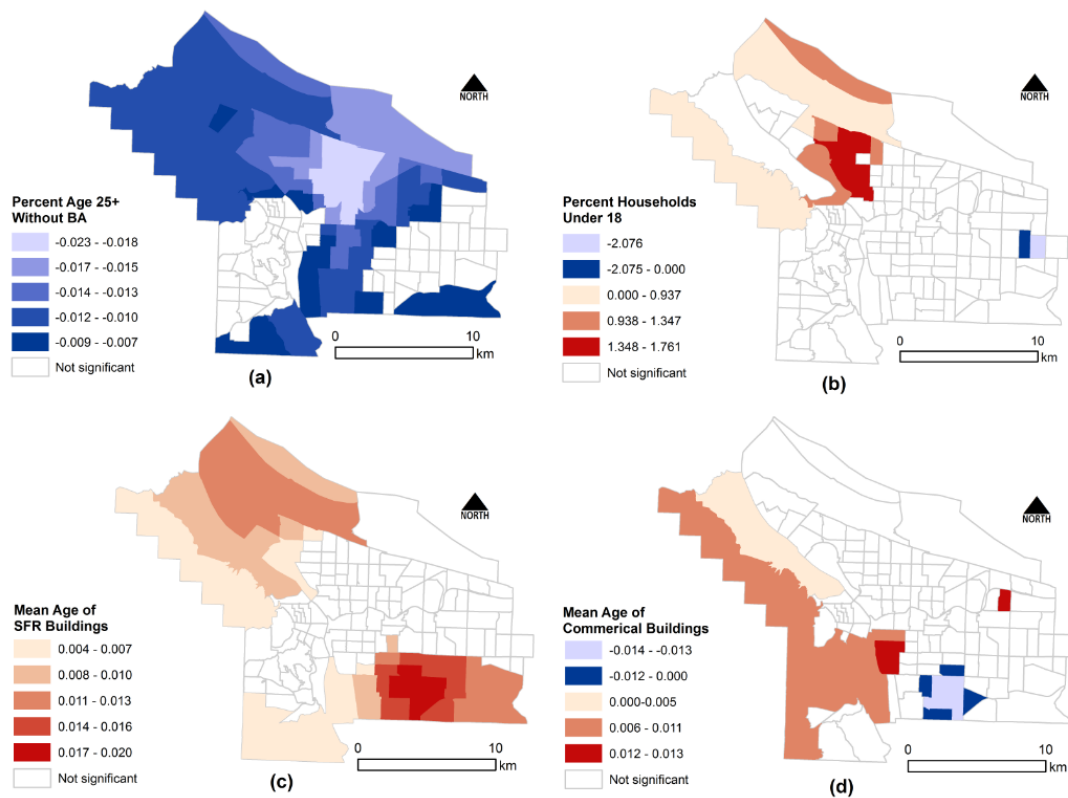 NORTH
Percent Age 25+
Without BA
-0.023 - -0.018
-0.017 - -0.015
-0.014 - -0.013
-0.012 - -0.010
-0.009 - -0.007
Not significant
0 10
km
(a)
NORTH
Percent Households
Under 18
-2.076
-2.075 - 0.000
0.000 - 0.937
0.938 - 1.347
1.348 - 1.761
Not significant
0 10
km
(b)
NORTH
Mean Age of
SFR Buildings
0.004 - 0.007
0.008 - 0.010
0.011 - 0.013
0.014 - 0.016
0.017 - 0.020
Not significant
0 10
km
(c)
NORTH
Mean Age of
Commerical Buildings
-0.014 - -0.013
-0.012 - 0.000
0.000-0.005
0.006 - 0.011
0.012 - 0.013
Not significant
0 10
km
(d)